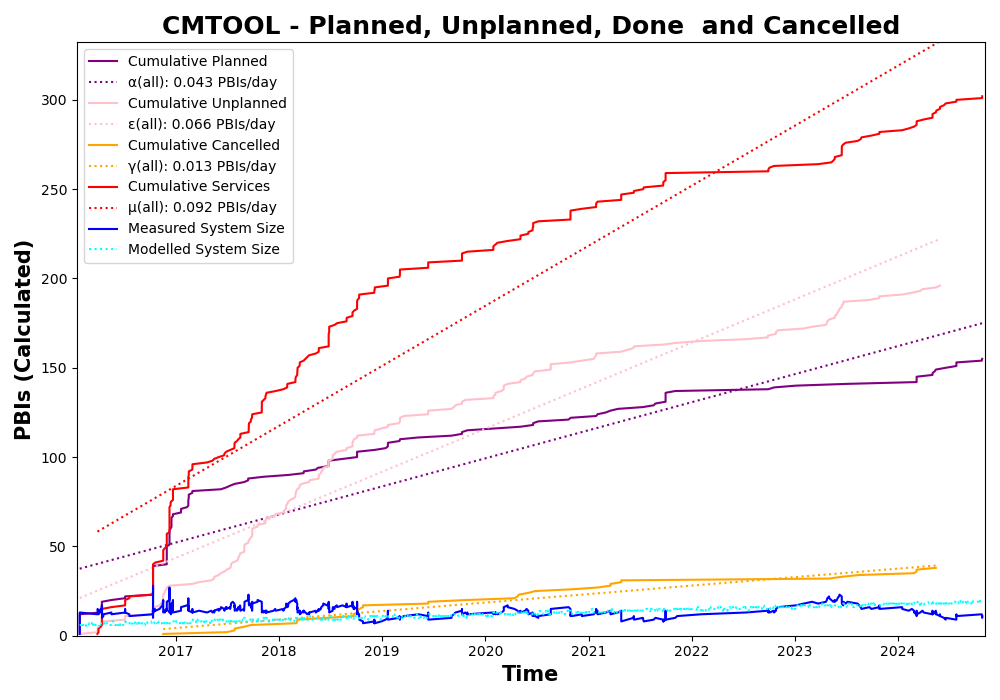 CMTOOL - Planned, Unplanned, Done  and Cancelled
PBIs (Calculated)
300
250
200
150
100
50
0
Cumulative Planned
α(all): 0.043 PBIs/day
Cumulative Unplanned
ε(all): 0.066 PBIs/day
Cumulative Cancelled
γ(all): 0.013 PBIs/day
Cumulative Services
μ(all): 0.092 PBIs/day
Measured System Size
Modelled System Size
2017 2018 2019 2020 2021 2022 2023 2024
Time